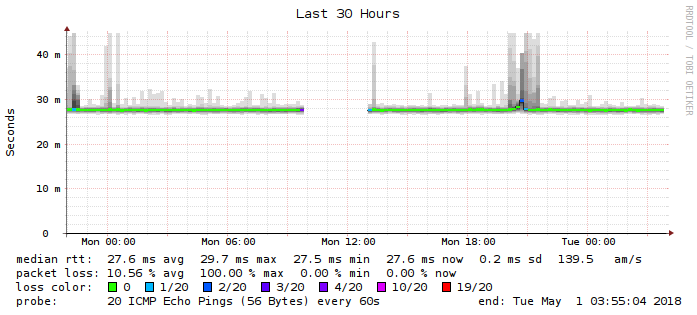 Last 30 Hours
RRDTOOL / TOBI OETIKER
Seconds
40 m
30 m
20 m
10 m
0
Mon 00:00 Mon 06:00 Mon 12:00 Mon 18:00 Tue 00:00
median rtt: 27.6 ms avg 29.7 ms max 27.5 ms min 27.6 ms now 0.2 ms sd 139.5 am/s
packet loss: 10.56 % avg 100.00 % max 0.00 % min 0.00 % now
loss color: 0 1/20 2/20 3/20 4/20 10/20 19/20
probe: 20 ICMP Echo Pings (56 Bytes) every 60s end: Tue May 1 03:55:04 2018